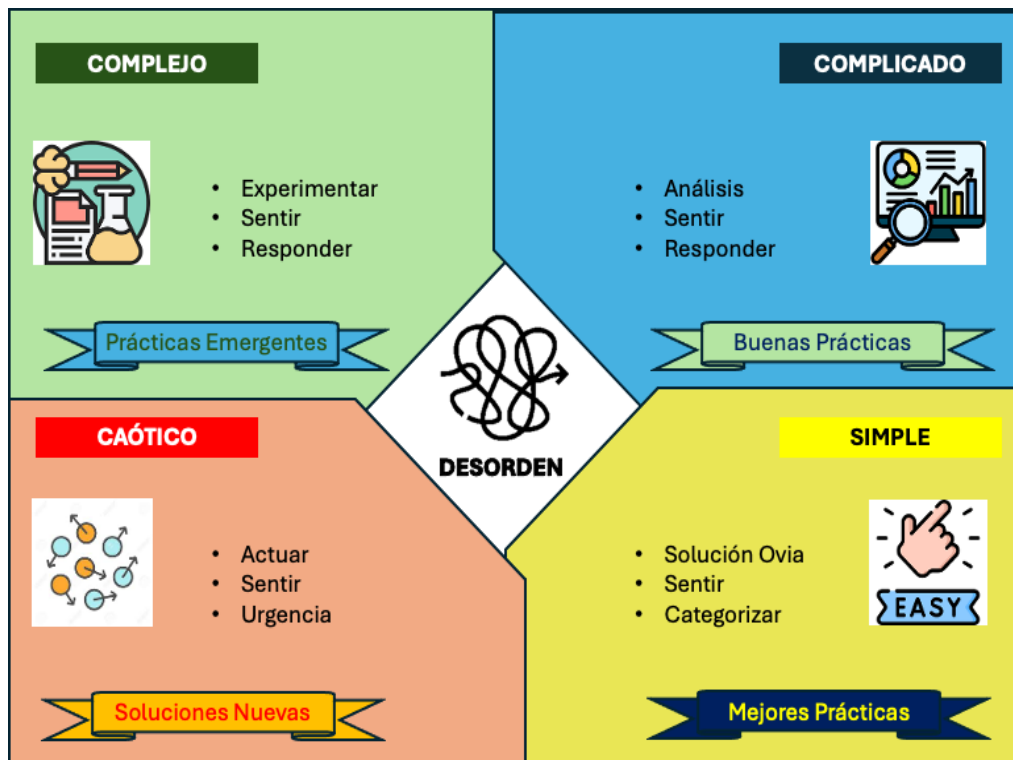 COMPLEJO
• Experimentar
• Sentir
• Responder
Prácticas Emergentes
COMPLICADO
• Análisis
• Sentir
• Responder
Buenas Prácticas
DESORDEN
CAÓTICO
• Actuar
• Sentir
• Urgencia
Soluciones Nuevas
SIMPLE
• Solución Ovia
• Sentir
• Categorizar
EASY
Mejores Prácticas